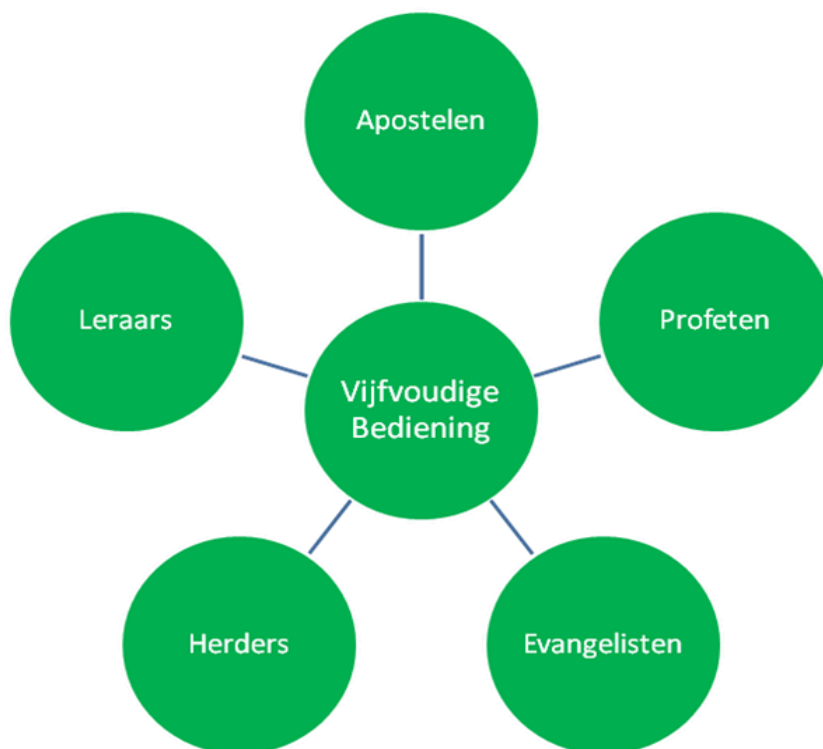 Apostelen
Leraars
Profeten
Vijfvoudige
Bediening
Herders
Evangelisten